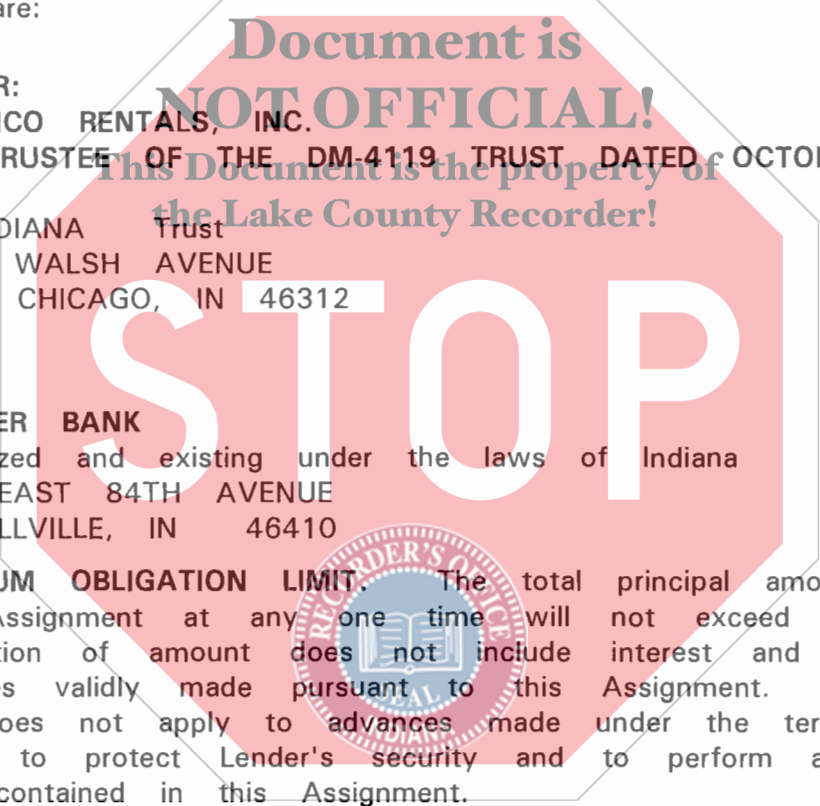 are:
Document is
R:
NOT OFFICIAL!
ICO RENTALS, INC.
RUSTEE OF THE DM-4119 TRUST DATED OCTO
This Document is the property of
the Lake County Recorder!
DIANA Trust
WALSH AVENUE
CHICAGO, IN 46312
STOP
ER BANK
zed and existing under the laws of Indiana
EAST 84TH AVENUE
LLVILLE, IN 46410
RECORDER'S OFFICE
UM OBLIGATION LIMIT. The total principal amo
Assignment at any one time will not exceed
tion of amount does not include interest and
s validly made pursuant to this Assignment.
oes not apply to advances made under the ter
to protect Lender's security and to perform a
contained in this Assignment.
SEAL
INDIANA